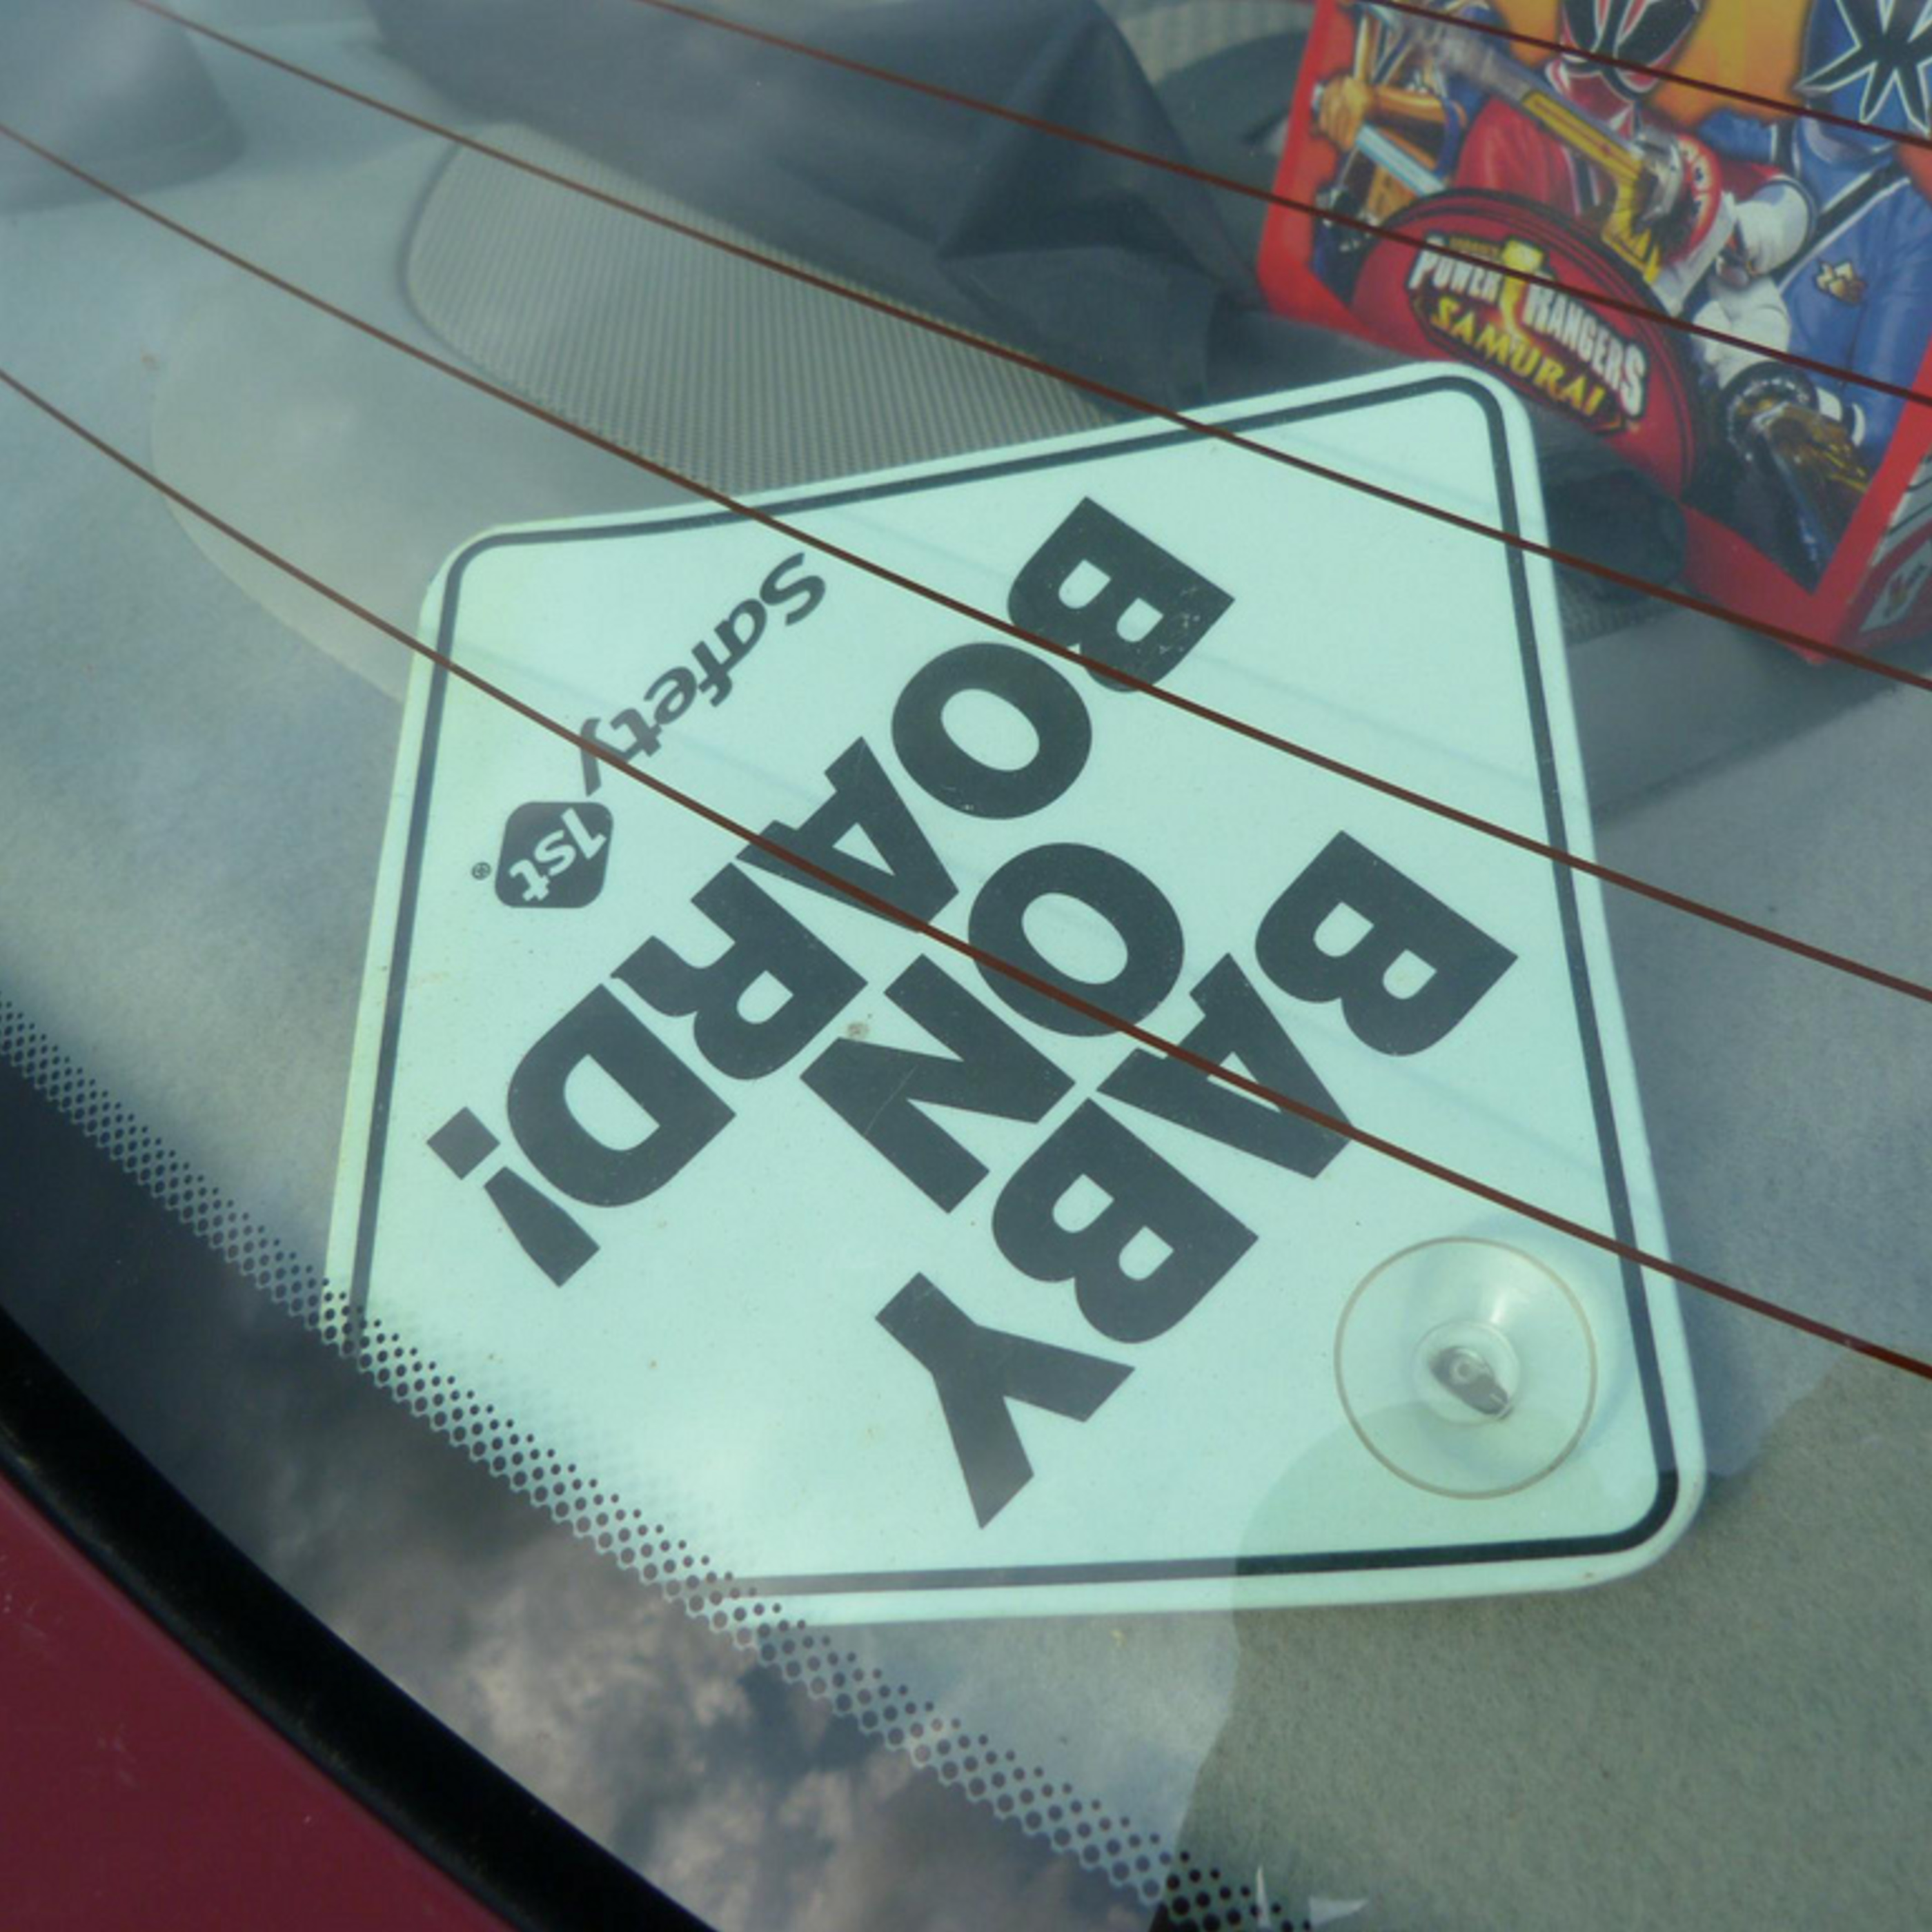 BABY
ON
BOARD!
Safety
1st®
POWER RANGERS
SAMURAI